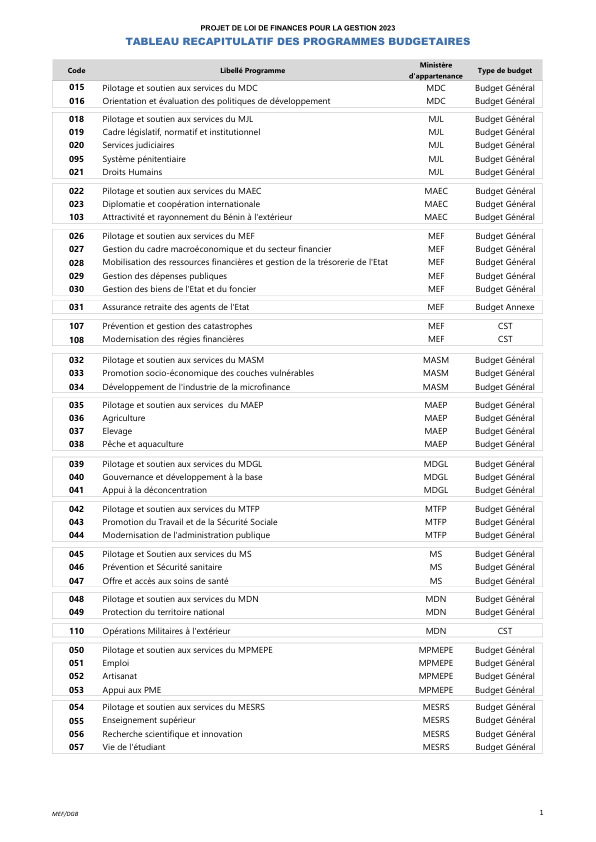 PROJET DE LOI DE FINANCES POUR LA GESTION 2023
TABLEAU RECAPITULATIF DES PROGRAMMES BUDGETAIRES
Code Libellé Programme Ministère d'appartenance Type de budget
015 Pilotage et soutien aux services du MDC MDC Budget Général
016 Orientation et évaluation des politiques de développement MDC Budget Général
018 Pilotage et soutien aux services du MJL MJL Budget Général
019 Cadre législatif, normatif et institutionnel MJL Budget Général
020 Services judiciaires MJL Budget Général
095 Système pénitentiaire MJL Budget Général
021 Droits Humains MJL Budget Général
022 Pilotage et soutien aux services du MAEC MAEC Budget Général
023 Diplomatie et coopération internationale MAEC Budget Général
103 Attractivité et rayonnement du Bénin à l'extérieur MAEC Budget Général
026 Pilotage et soutien aux services du MEF MEF Budget Général
027 Gestion du cadre macroéconomique et du secteur financier MEF Budget Général
028 Mobilisation des ressources financières et gestion de la trésorerie de l'Etat MEF Budget Général
029 Gestion des dépenses publiques MEF Budget Général
030 Gestion des biens de l'Etat et du foncier MEF Budget Général
031 Assurance retraite des agents de l'Etat MEF Budget Annexe
107 Prévention et gestion des catastrophes MEF CST
108 Modernisation des régies financières MEF CST
032 Pilotage et soutien aux services du MASM MASM Budget Général
033 Promotion socio-économique des couches vulnérables MASM Budget Général
034 Développement de l'industrie de la microfinance MASM Budget Général
035 Pilotage et soutien aux services du MAEP MAEP Budget Général
036 Agriculture MAEP Budget Général
037 Elevage MAEP Budget Général
038 Pêche et aquaculture MAEP Budget Général
039 Pilotage et soutien aux services du MDGL MDGL Budget Général
040 Gouvernance et développement à la base MDGL Budget Général
041 Appui à la déconcentration MDGL Budget Général
042 Pilotage et soutien aux services du MTFP MTFP Budget Général
043 Promotion du Travail et de la Sécurité Sociale MTFP Budget Général
044 Modernisation de l'administration publique MTFP Budget Général
045 Pilotage et Soutien aux services du MS MS Budget Général
046 Prévention et Sécurité sanitaire MS Budget Général
047 Offre et accès aux soins de santé MS Budget Général
048 Pilotage et soutien aux services du MDN MDN Budget Général
049 Protection du territoire national MDN Budget Général
110 Opérations Militaires à l'extérieur MDN CST
050 Pilotage et soutien aux services du MPMEPE MPMEPE Budget Général
051 Emploi MPMEPE Budget Général
052 Artisanat MPMEPE Budget Général
053 Appui aux PME MPMEPE Budget Général
054 Pilotage et soutien aux services du MESRS MESRS Budget Général
055 Enseignement supérieur MESRS Budget Général
056 Recherche scientifique et innovation MESRS Budget Général
057 Vie de l'étudiant MESRS Budget Général
MEF/DGB 1